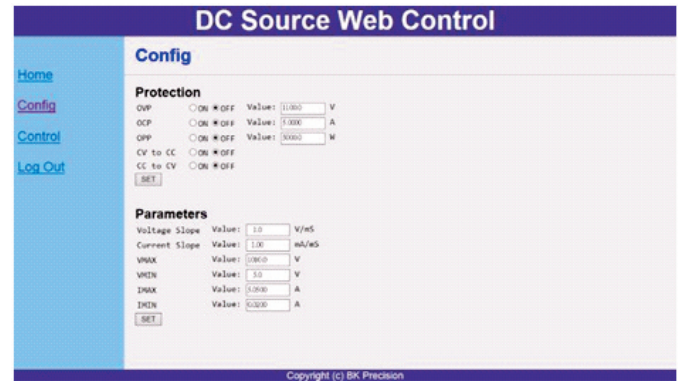 DC Source Web Control
Home
Config
Control
Log Out
Config
Protection
OVP ON OFF Value: V
OCP ON OFF Value: A
OPP ON OFF Value: W
CV to CC ON OFF
CC to CV ON OFF
SET
Parameters
Voltage Slope Value: 1.0 V/mS
Current Slope Value: 1.00 mA/mS
VMAX Value: V
VMIN Value: A
IMAX Value: A
IMIN Value: A
SET
Copyright (c) BK Precision